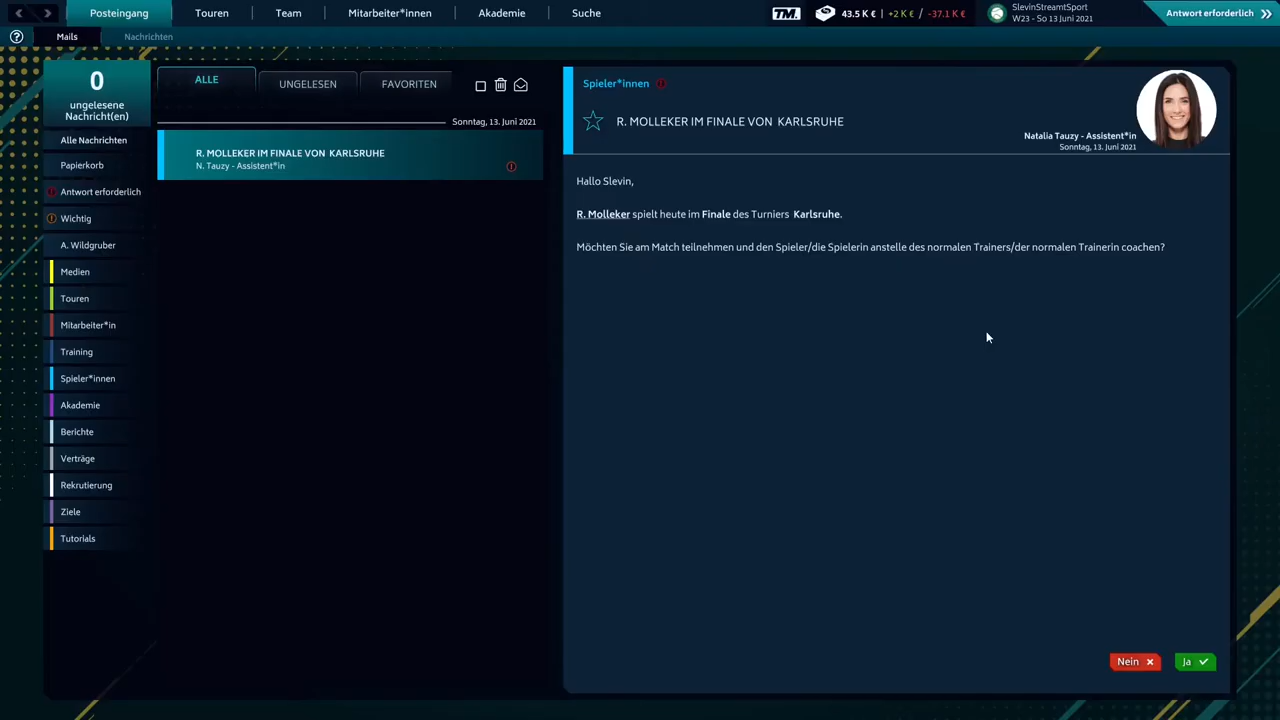 Posteingang
Touren
Team
Mitarbeiter*innen
Akademie
Suche
TM.
43.5 K € | +2 K € / -37.1 K €
SlevinStreamtSport
W23 - So 13 Juni 2021
Antwort erforderlich
?
Mails
Nachrichten
0
ungelesene
Nachricht(en)
Alle Nachrichten
Papierkorb
Antwort erforderlich
Wichtig
A. Wildgruber
Medien
Touren
Mitarbeiter*in
Training
Spieler*innen
Akademie
Berichte
Verträge
Rekrutierung
Ziele
Tutorials
ALLE
UNGELESEN
FAVORITEN
Sonntag, 13. Juni 2021
R. MOLLEKER IM FINALE VON KARLSRUHE
N. Tauzy - Assistent*in
Spieler*innen
R. MOLLEKER IM FINALE VON KARLSRUHE
Natalia Tauzy - Assistent*in
Sonntag, 13. Juni 2021
Hallo Slevin,
R. Molleker spielt heute im Finale des Turniers Karlsruhe.
Möchten Sie am Match teilnehmen und den Spieler/die Spielerin anstelle des normalen Trainers/der normalen Trainerin coachen?
Nein
Ja